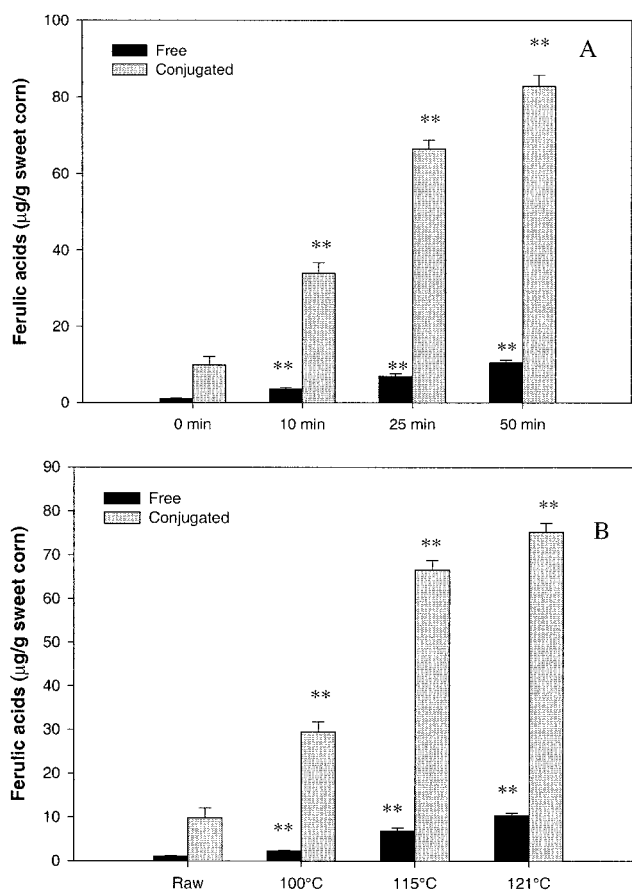 100
80
60
40
20
0
Ferulic acids (µg/g sweet corn)
Free
Conjugated
A
**
**
**
**
**
**
0 min 10 min 25 min 50 min
90
80
70
60
50
40
30
20
10
0
Ferulic acids (µg/g sweet corn)
Free
Conjugated
B
**
**
**
**
**
**
Raw 100°C 115°C 121°C